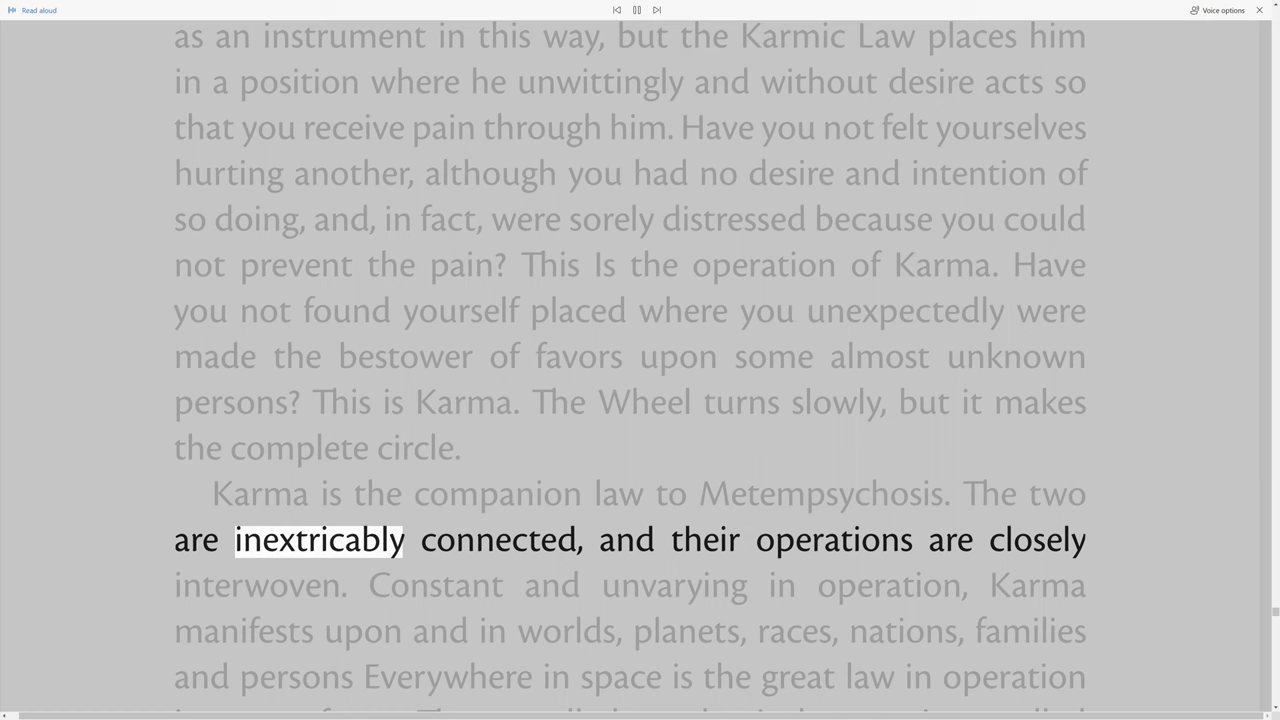 Read aloud
Voice options
as an instrument in this way, but the Karmic Law places him
in a position where he unwittingly and without desire acts so
that you receive pain through him. Have you not felt yourselves
hurting another, although you had no desire and intention of
so doing, and, in fact, were sorely distressed because you could
not prevent the pain? This Is the operation of Karma. Have
you not found yourself placed where you unexpectedly were
made the bestower of favors upon some almost unknown
persons? This is Karma. The Wheel turns slowly, but it makes
the complete circle.
Karma is the companion law to Metempsychosis. The two
are inextricably connected, and their operations are closely
interwoven. Constant and unvarying in operation, Karma
manifests upon and in worlds, planets, races, nations, families
and persons Everywhere in space is the great law in operation